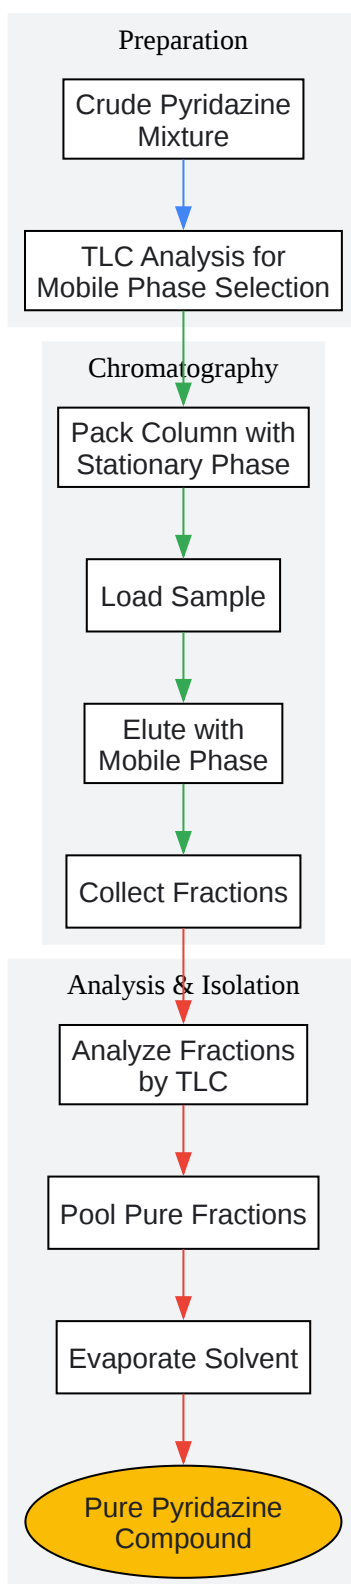 Preparation
Crude Pyridazine
Mixture
TLC Analysis for
Mobile Phase Selection
Chromatography
Pack Column with
Stationary Phase
Load Sample
Elute with
Mobile Phase
Collect Fractions
Analysis & Isolation
Analyze Fractions
by TLC
Pool Pure Fractions
Evaporate Solvent
Pure Pyridazine
Compound